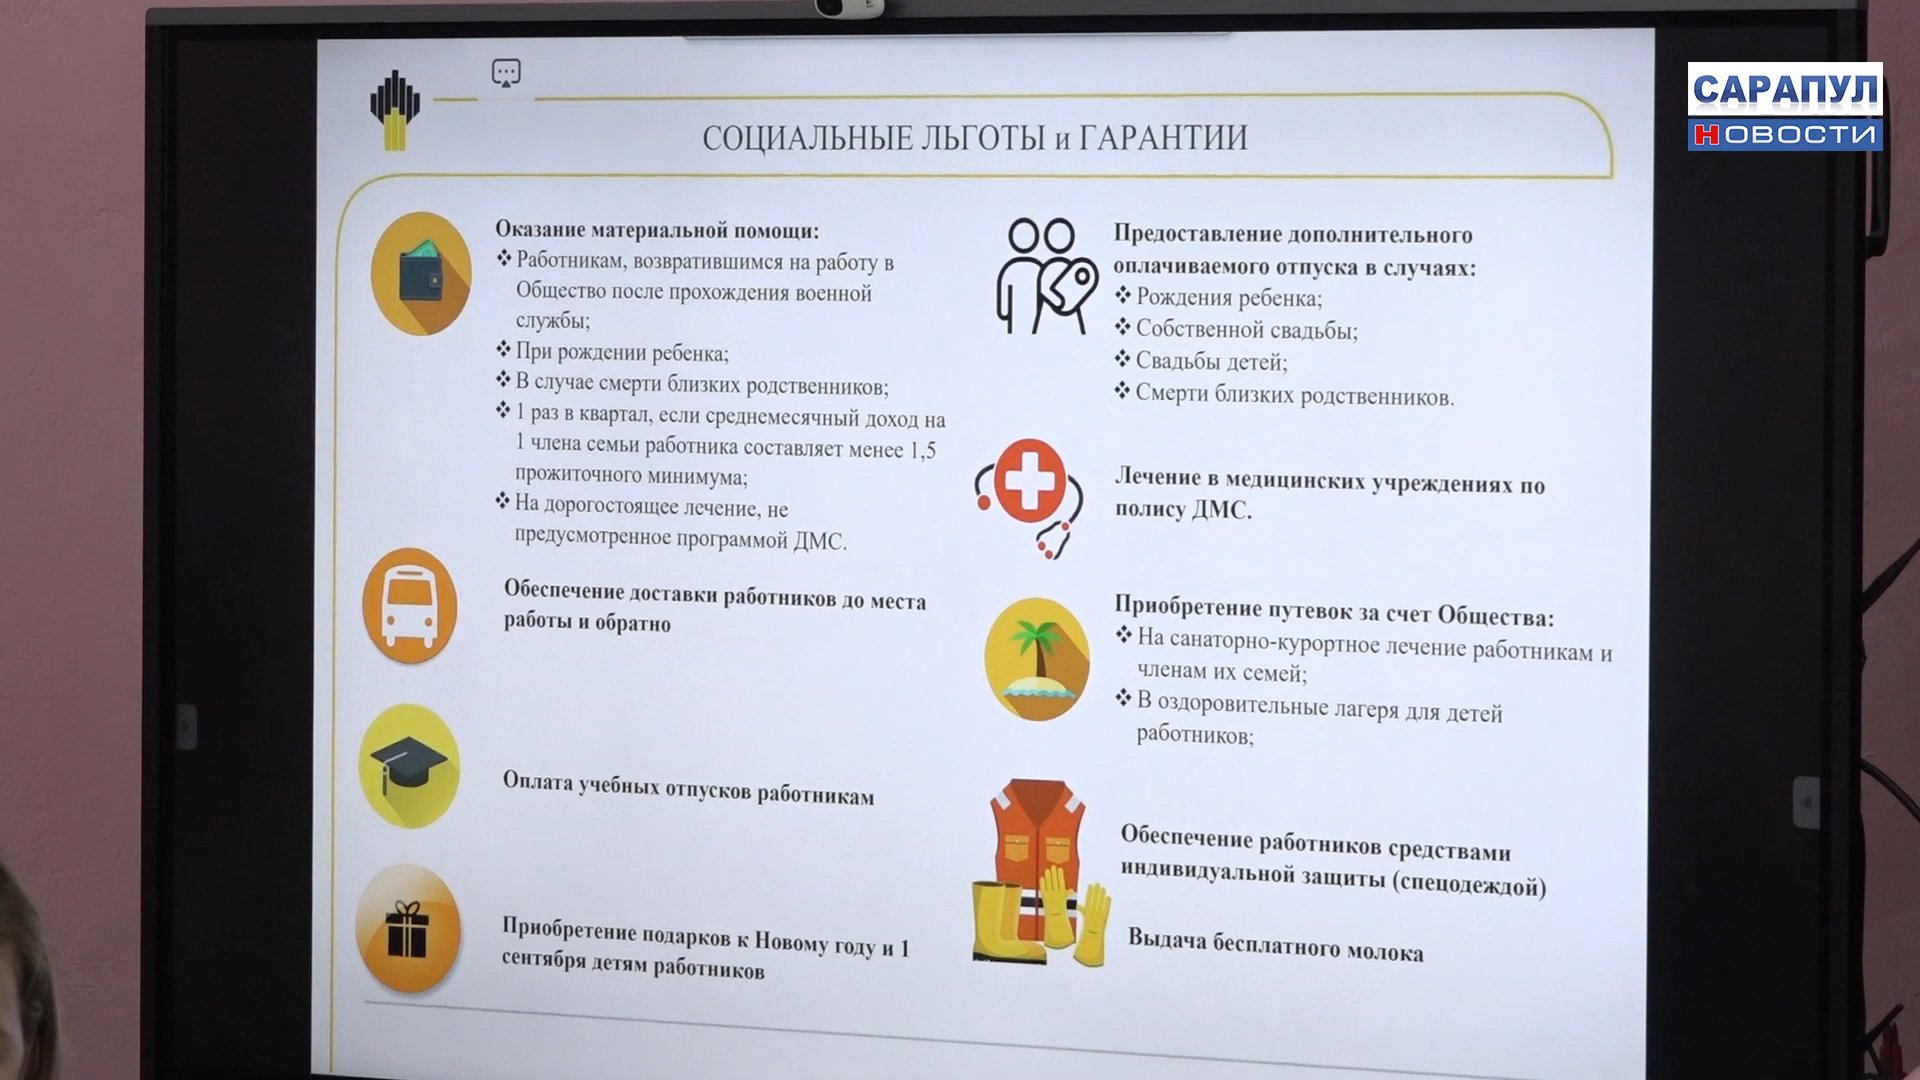 САРАПУЛ
НОВОСТИ
СОЦИАЛЬНЫЕ ЛЬГОТЫ и ГАРАНТИИ
Оказание материальной помощи:
❖ Работникам, возвратившимся на работу в
Общество после прохождения военной
службы;
❖ При рождении ребенка;
❖ В случае смерти близких родственников;
❖ 1 раз в квартал, если среднемесячный доход на
1 члена семьи работника составляет менее 1,5
прожиточного минимума;
❖ На дорогостоящее лечение, не
предусмотренное программой ДМС.
Обеспечение доставки работников до места
работы и обратно
Оплата учебных отпусков работникам
Приобретение подарков к Новому году и 1
сентября детям работников
Предоставление дополнительного
оплачиваемого отпуска в случаях:
❖ Рождения ребенка;
❖ Собственной свадьбы;
❖ Свадьбы детей;
❖ Смерти близких родственников.
Лечение в медицинских учреждениях по
полису ДМС.
Приобретение путевок за счет Общества:
❖ На санаторно-курортное лечение работникам и
членам их семей;
❖ В оздоровительные лагеря для детей
работников;
Обеспечение работников средствами
индивидуальной защиты (спецодеждой)
Выдача бесплатного молока